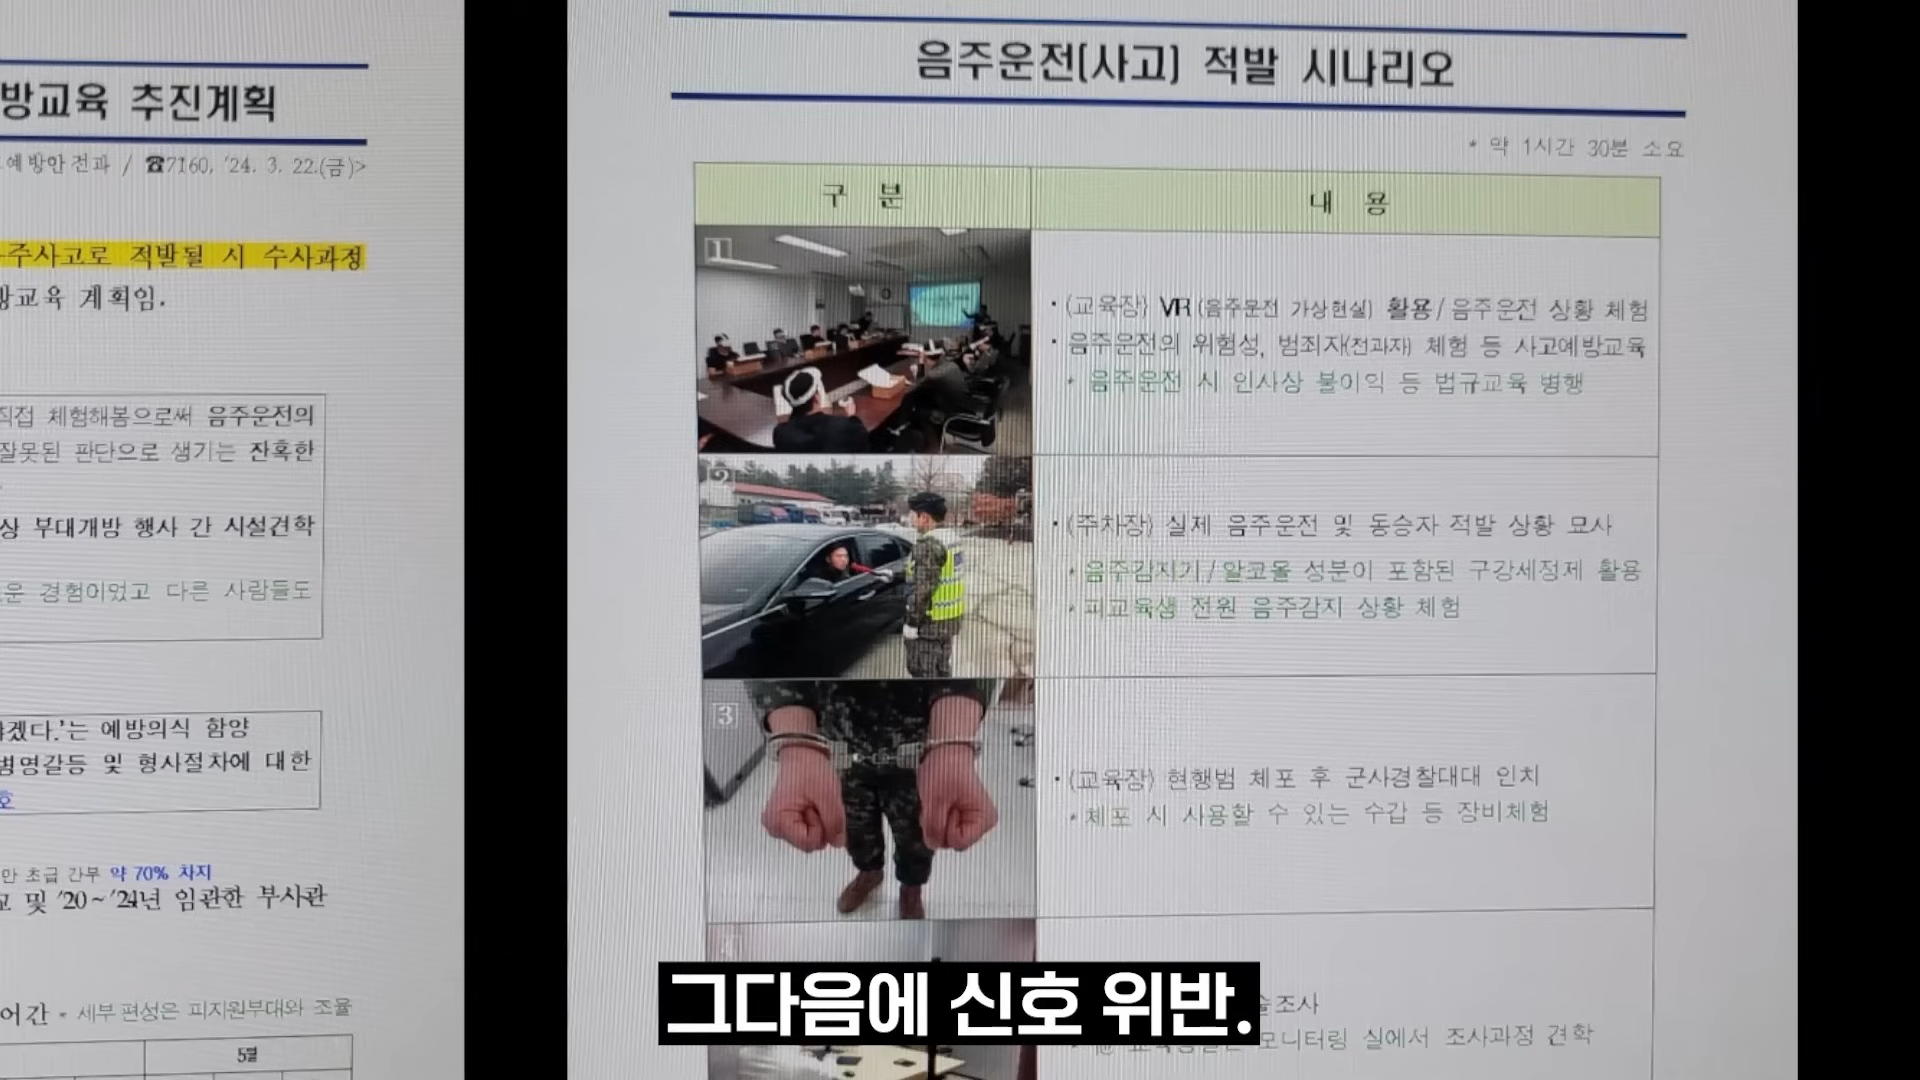 방교육 추진계획
예방안전과 / ☎7160, '24. 3. 22.(금)>
주사고로 적발될 시 수사과정
방교육 계획임.
직접 체험해봄으로써 음주운전의
잘못된 판단으로 생기는 잔혹한
상 부대개방 행사 간 시설견학
운 경험이었고 다른 사람들도
하겠다.'는 예방의식 함양
병영갈등 및 형사절차에 대한
호
만 초급 간부 약 70% 차지
교 및 '20~'24년 임관한 부사관
어간 * 세부 편성은 피지원부대와 조율
5월
음주운전(사고) 적발 시나리오
* 약 1시간 30분 소요
구 분 내 용
1
· (교육장) VR(음주운전 가상현실) 활용/음주운전 상황 체험
· 음주운전의 위험성, 범죄자(전과자) 체험 등 사고예방교육
* 음주운전 시 인사상 불이익 등 법규교육 병행
2
· (주차장) 실제 음주운전 및 동승자 적발 상황 묘사
* 음주감지기/알코올 성분이 포함된 구강세정제 활용
* 피교육생 전원 음주감지 상황 체험
3
· (교육장) 현행범 체포 후 군사경찰대대 인치
* 체포 시 사용할 수 있는 수갑 등 장비체험
4
술조사
모니터링 실에서 조사과정 견학
그다음에 신호 위반.